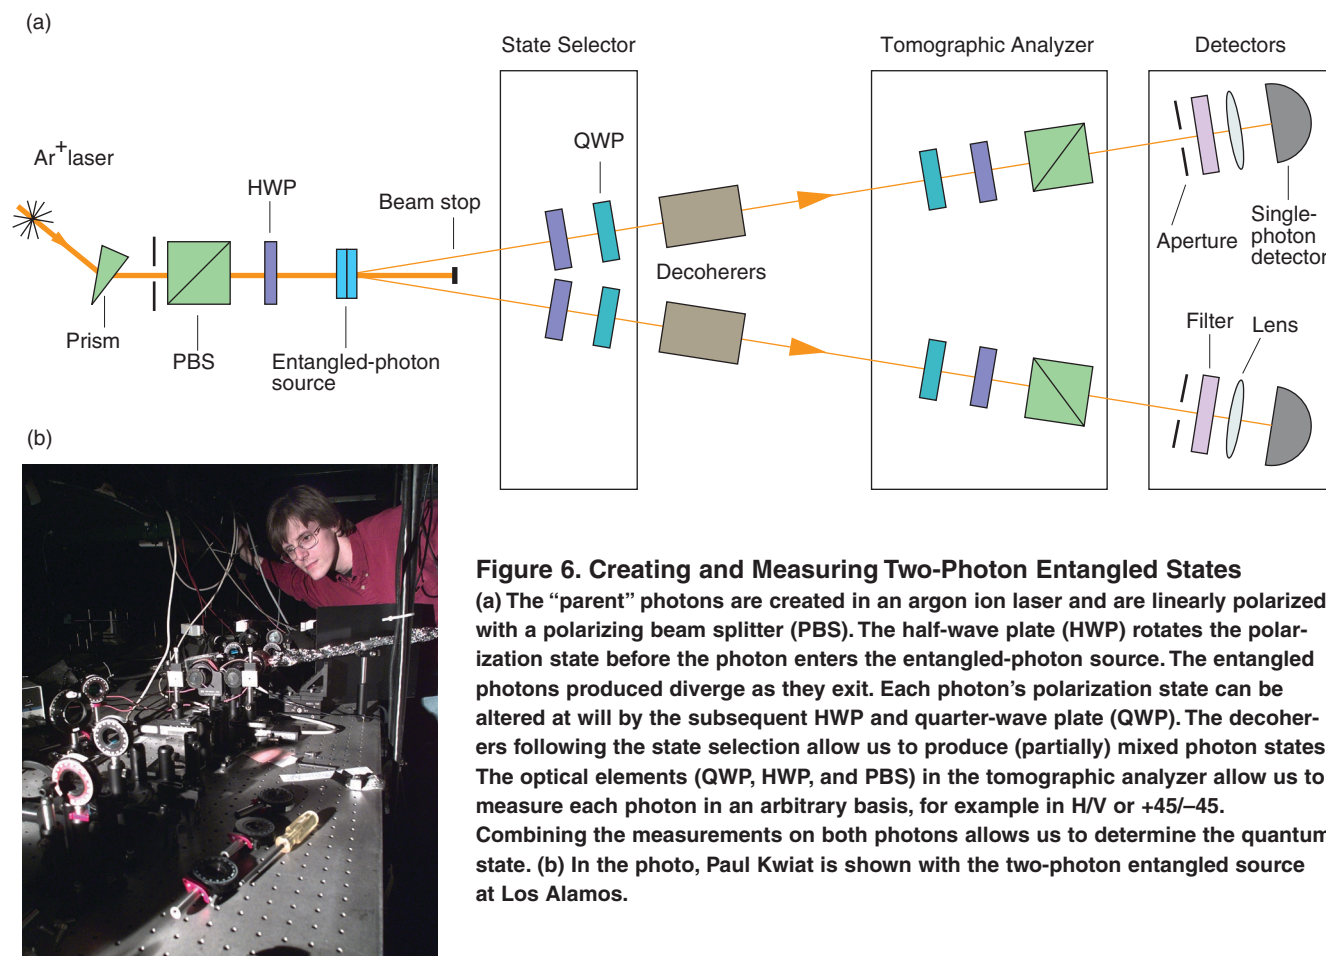 (a)
State Selector
Tomographic Analyzer
Detectors
Ar+ laser
HWP
QWP
Beam stop
Prism
PBS
Entangled-photon
source
Decoherers
Aperture
Single-
photon
detector
Filter
Lens
(b)
Figure 6. Creating and Measuring Two-Photon Entangled States
(a) The “parent” photons are created in an argon ion laser and are linearly polarized
with a polarizing beam splitter (PBS). The half-wave plate (HWP) rotates the polar-
ization state before the photon enters the entangled-photon source. The entangled
photons produced diverge as they exit. Each photon’s polarization state can be
altered at will by the subsequent HWP and quarter-wave plate (QWP). The decoher-
ers following the state selection allow us to produce (partially) mixed photon states
The optical elements (QWP, HWP, and PBS) in the tomographic analyzer allow us to
measure each photon in an arbitrary basis, for example in H/V or +45/–45.
Combining the measurements on both photons allows us to determine the quantum
state. (b) In the photo, Paul Kwiat is shown with the two-photon entangled source
at Los Alamos.